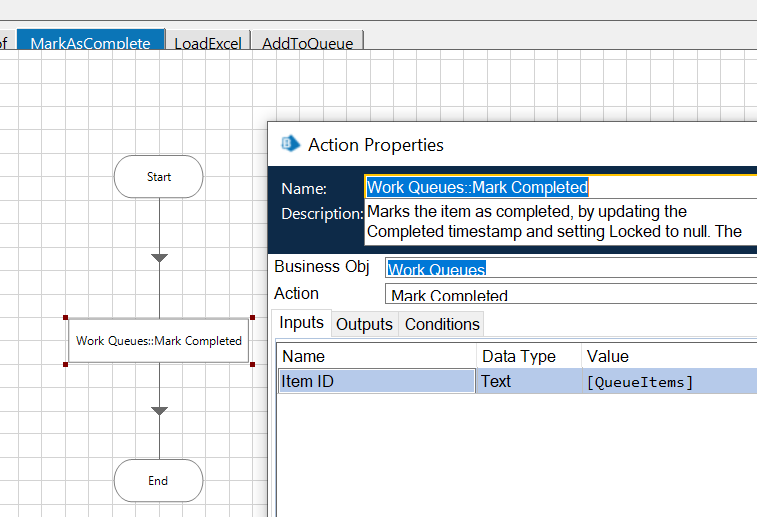 of MarkAsComplete LoadExcel AddToQueue
Action Properties
Start
Name: Work Queues::Mark Completed
Description: Marks the item as completed, by updating the
Completed timestamp and setting Locked to null. The
Business Obj Work Queues
Action Mark Completed
Inputs Outputs Conditions
Work Queues::Mark Completed
Name Data Type Value
Item ID Text [QueueItems]
End